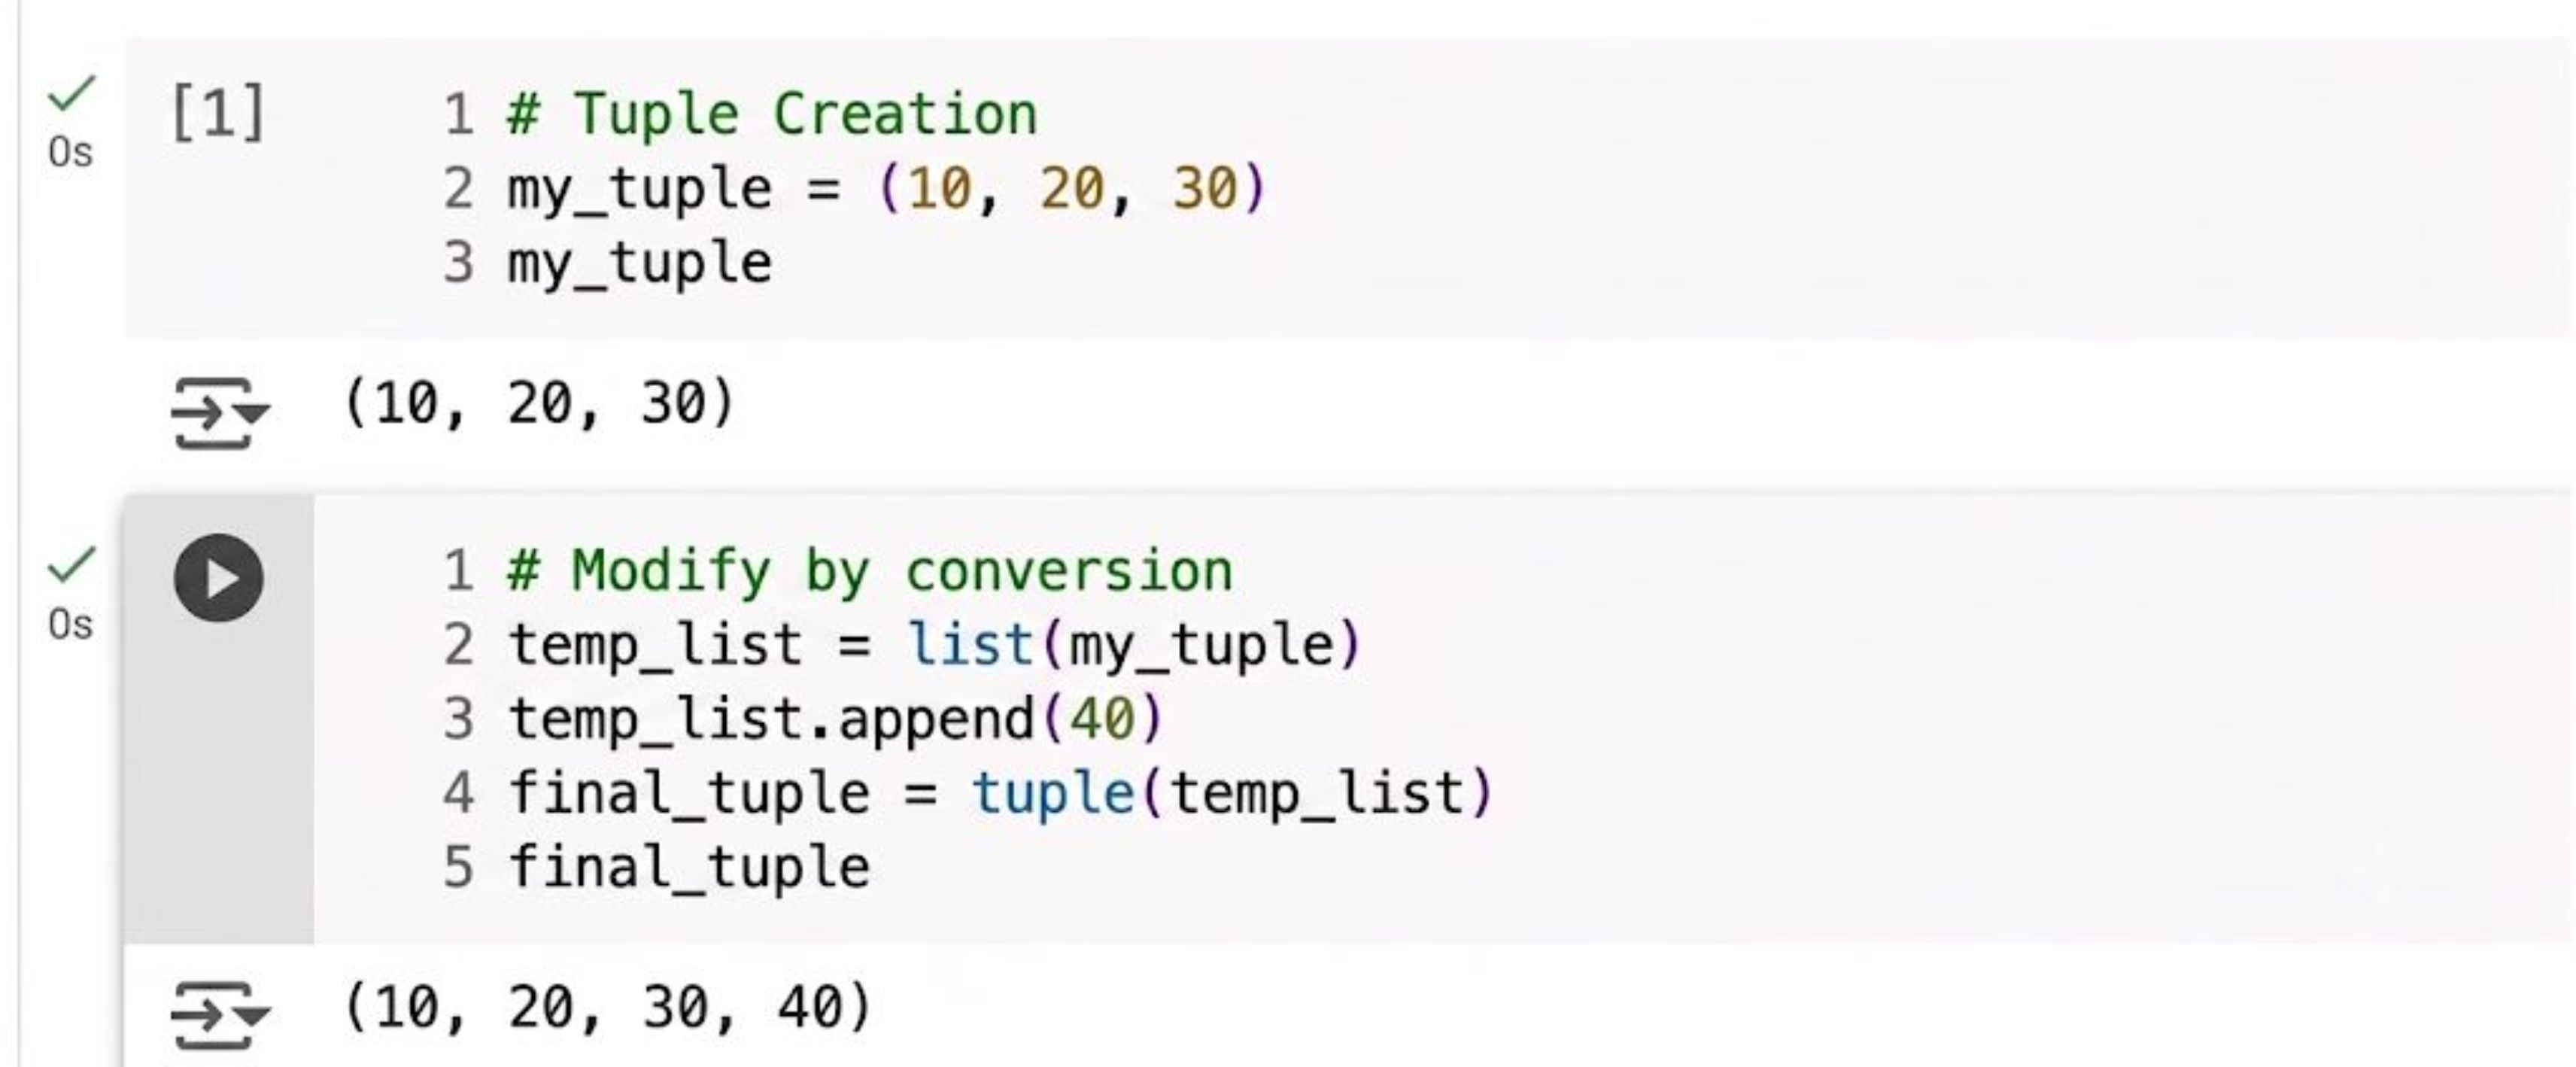 0s
[1]
1 # Tuple Creation
2 my_tuple = (10, 20, 30)
3 my_tuple
(10, 20, 30)
0s
1 # Modify by conversion
2 temp_list = list(my_tuple)
3 temp_list.append(40)
4 final_tuple = tuple(temp_list)
5 final_tuple
(10, 20, 30, 40)